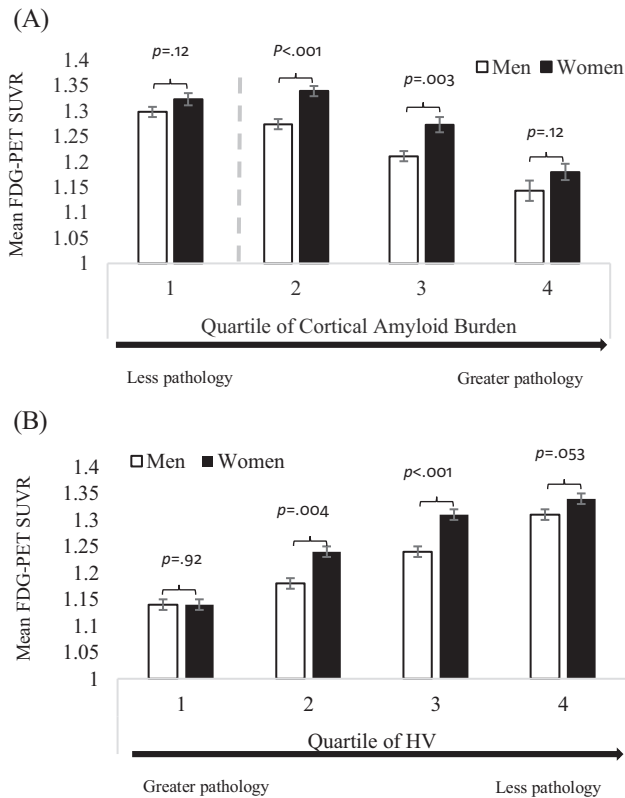 (A)
Mean FDG-PET SUVR
1.4
1.35
1.3
1.25
1.2
1.15
1.1
1.05
1
p=.12
P<.001
p=.003
p=.12
Men Women
1 2 3 4
Quartile of Cortical Amyloid Burden
Less pathology Greater pathology
(B)
Mean FDG-PET SUVR
1.4
1.35
1.3
1.25
1.2
1.15
1.1
1.05
1
Men Women
p=.92
p=.004
p<.001
p=.053
1 2 3 4
Quartile of HV
Greater pathology Less pathology